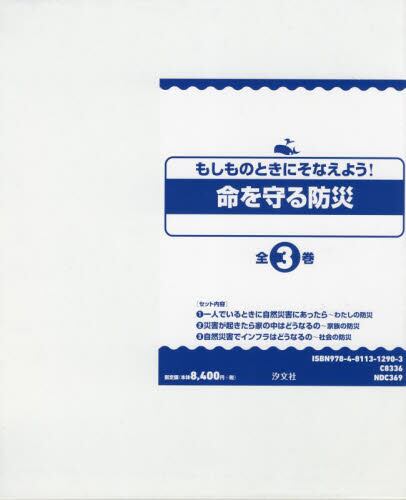 もしものときにそなえよう!
命を守る防災
全3巻
[セット内容]
❶一人でいるときに自然災害にあったら〜わたしの防災
❷災害が起きたら家の中はどうなるの〜家族の防災
❸自然災害でインフラはどうなるの〜社会の防災
ISBN978-4-8113-1290-3
C8336
NDC369
揃定価(本体8,400円+税)
汐文社